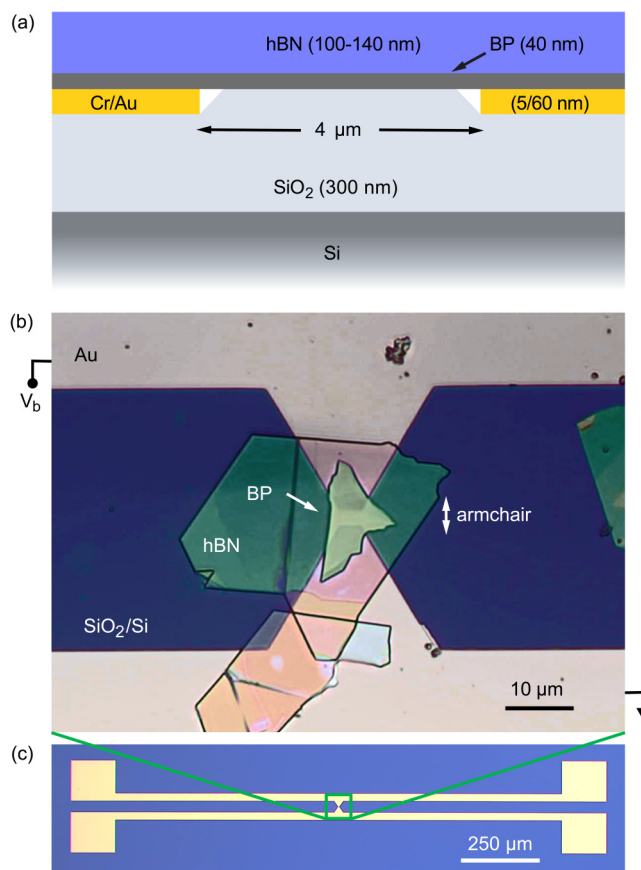 (a)
hBN (100-140 nm)
BP (40 nm)
Cr/Au
(5/60 nm)
4 µm
SiO₂ (300 nm)
Si
(b)
Au
V_b
BP
armchair
hBN
SiO₂/Si
10 µm
(c)
250 µm